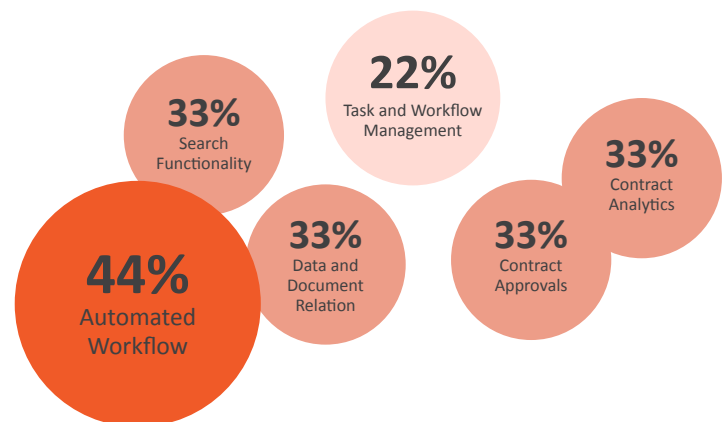 22%
Task and Workflow
Management
33%
Search
Functionality
33%
Contract
Analytics
33%
Data and
Document
Relation
33%
Contract
Approvals
44%
Automated
Workflow